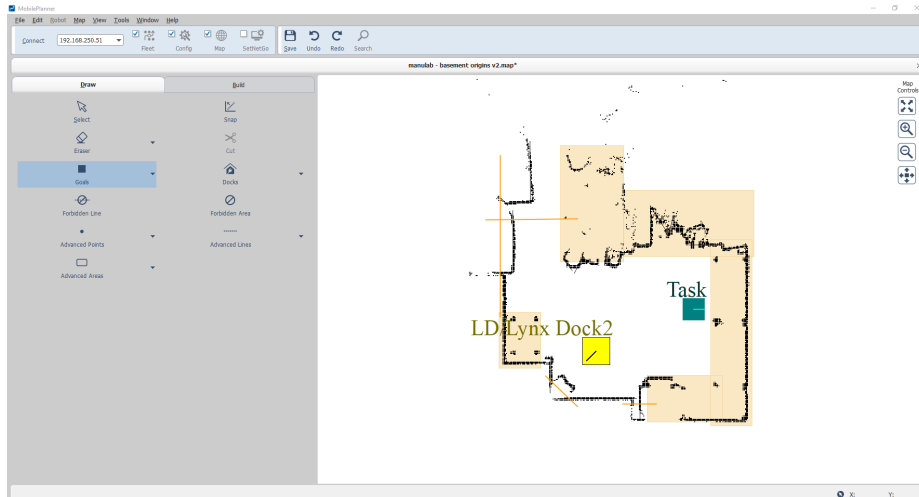 MobilePlanner
File Edit Robot Map View Tools Window Help
Connect 192.168.250.51 Fleet Config Map SetNetGo Save Undo Redo Search
manulab - basement origins v2.map*
Draw Build
Select Snap
Eraser Cut
Goals Docks
Forbidden Line Forbidden Area
Advanced Points Advanced Lines
Advanced Areas
Map
Controls
Task
LD/Lynx Dock2
X: Y: